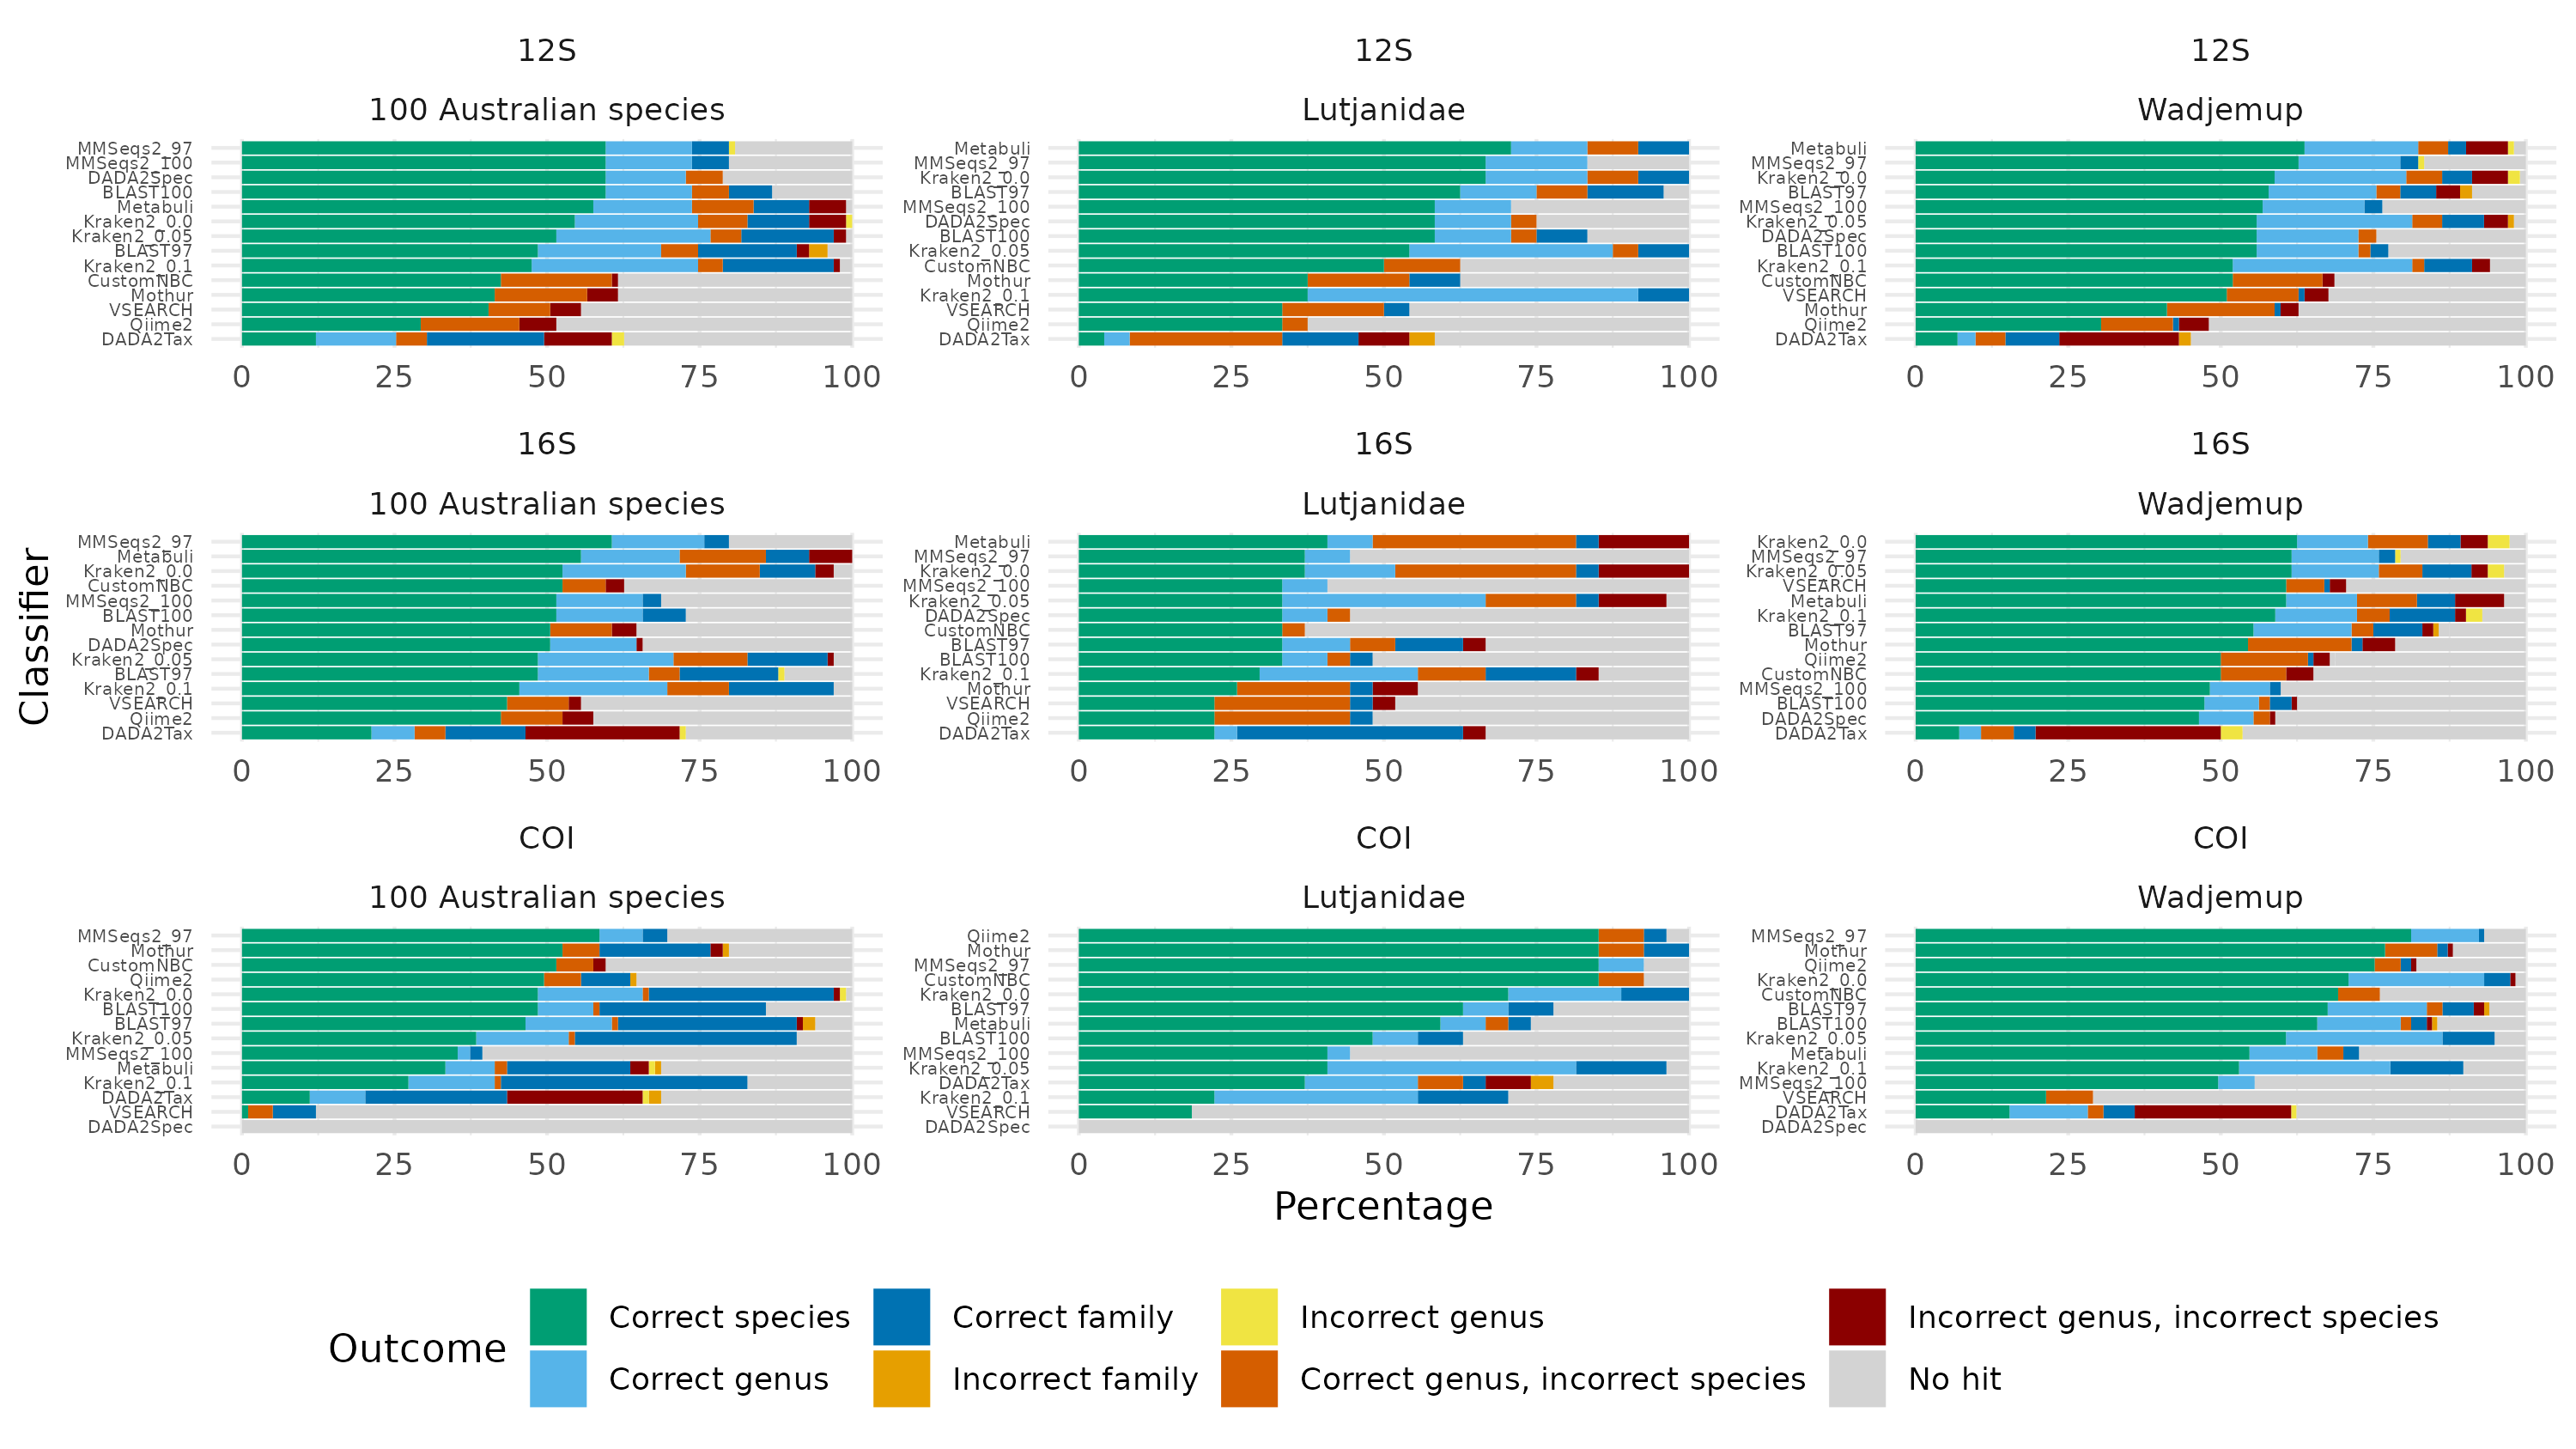 12S
100 Australian species
MMSeqs2_97
MMSeqs2_100
DADA2Spec
BLAST100
Metabuli
Kraken2_0.0
Kraken2_0.05
BLAST97
Kraken2_0.1
CustomNBC
Mothur
VSEARCH
Qiime2
DADA2Tax
0 25 50 75 100
12S
Lutjanidae
Metabuli
MMSeqs2_97
Kraken2_0.0
BLAST97
MMSeqs2_100
DADA2Spec
BLAST100
Kraken2_0.05
CustomNBC
Mothur
Kraken2_0.1
VSEARCH
Qiime2
DADA2Tax
0 25 50 75 100
12S
Wadjemup
Metabuli
MMSeqs2_97
Kraken2_0.0
BLAST97
MMSeqs2_100
Kraken2_0.05
DADA2Spec
BLAST100
Kraken2_0.1
CustomNBC
VSEARCH
Mothur
Qiime2
DADA2Tax
0 25 50 75 100
Classifier
16S
100 Australian species
MMSeqs2_97
Metabuli
Kraken2_0.0
CustomNBC
MMSeqs2_100
BLAST100
Mothur
DADA2Spec
Kraken2_0.05
BLAST97
Kraken2_0.1
VSEARCH
Qiime2
DADA2Tax
0 25 50 75 100
16S
Lutjanidae
Metabuli
MMSeqs2_97
Kraken2_0.0
MMSeqs2_100
Kraken2_0.05
DADA2Spec
CustomNBC
BLAST97
BLAST100
Kraken2_0.1
Mothur
VSEARCH
Qiime2
DADA2Tax
0 25 50 75 100
16S
Wadjemup
Kraken2_0.0
MMSeqs2_97
Kraken2_0.05
VSEARCH
Metabuli
Kraken2_0.1
BLAST97
Mothur
Qiime2
CustomNBC
MMSeqs2_100
BLAST100
DADA2Spec
DADA2Tax
0 25 50 75 100
COI
100 Australian species
MMSeqs2_97
Mothur
CustomNBC
Qiime2
Kraken2_0.0
BLAST100
BLAST97
Kraken2_0.05
MMSeqs2_100
Metabuli
Kraken2_0.1
DADA2Tax
VSEARCH
DADA2Spec
0 25 50 75 100
COI
Lutjanidae
Qiime2
Mothur
MMSeqs2_97
CustomNBC
Kraken2_0.0
BLAST97
Metabuli
BLAST100
MMSeqs2_100
Kraken2_0.05
DADA2Tax
Kraken2_0.1
VSEARCH
DADA2Spec
0 25 50 75 100
COI
Wadjemup
MMSeqs2_97
Mothur
Qiime2
Kraken2_0.0
CustomNBC
BLAST97
BLAST100
Kraken2_0.05
Metabuli
Kraken2_0.1
MMSeqs2_100
VSEARCH
DADA2Tax
DADA2Spec
0 25 50 75 100
Percentage
Outcome
Correct species
Correct genus
Correct family
Incorrect family
Incorrect genus
Correct genus, incorrect species
Incorrect genus, incorrect species
No hit